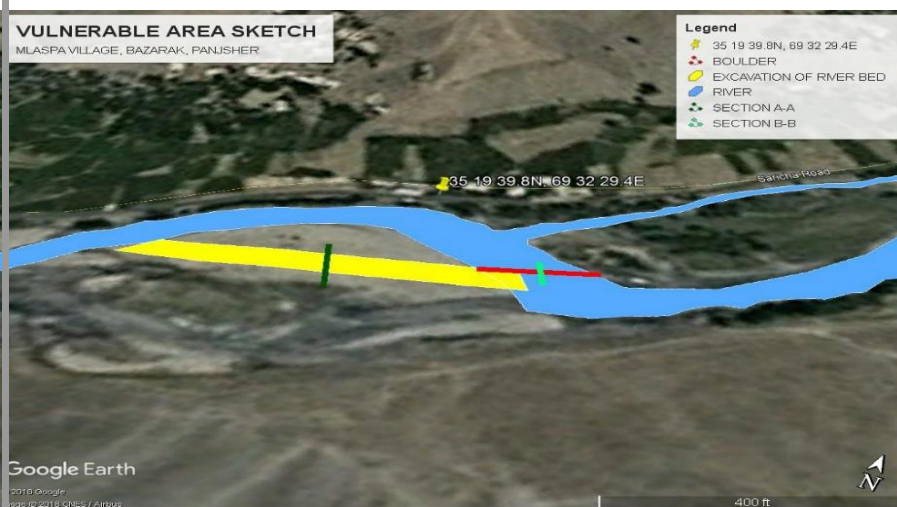 VULNERABLE AREA SKETCH
MLASPA VILLAGE, BAZARAK, PANJSHER
Legend
35 19 39.8N, 69 32 29.4E
BOULDER
EXCAVATION OF RIVER BED
RIVER
SECTION A-A
SECTION B-B
35 19 39.8N, 69 32 29.4E
Saricha Road
Google Earth
2018 Google
© 2018 CNES / Airbus
400 ft
N